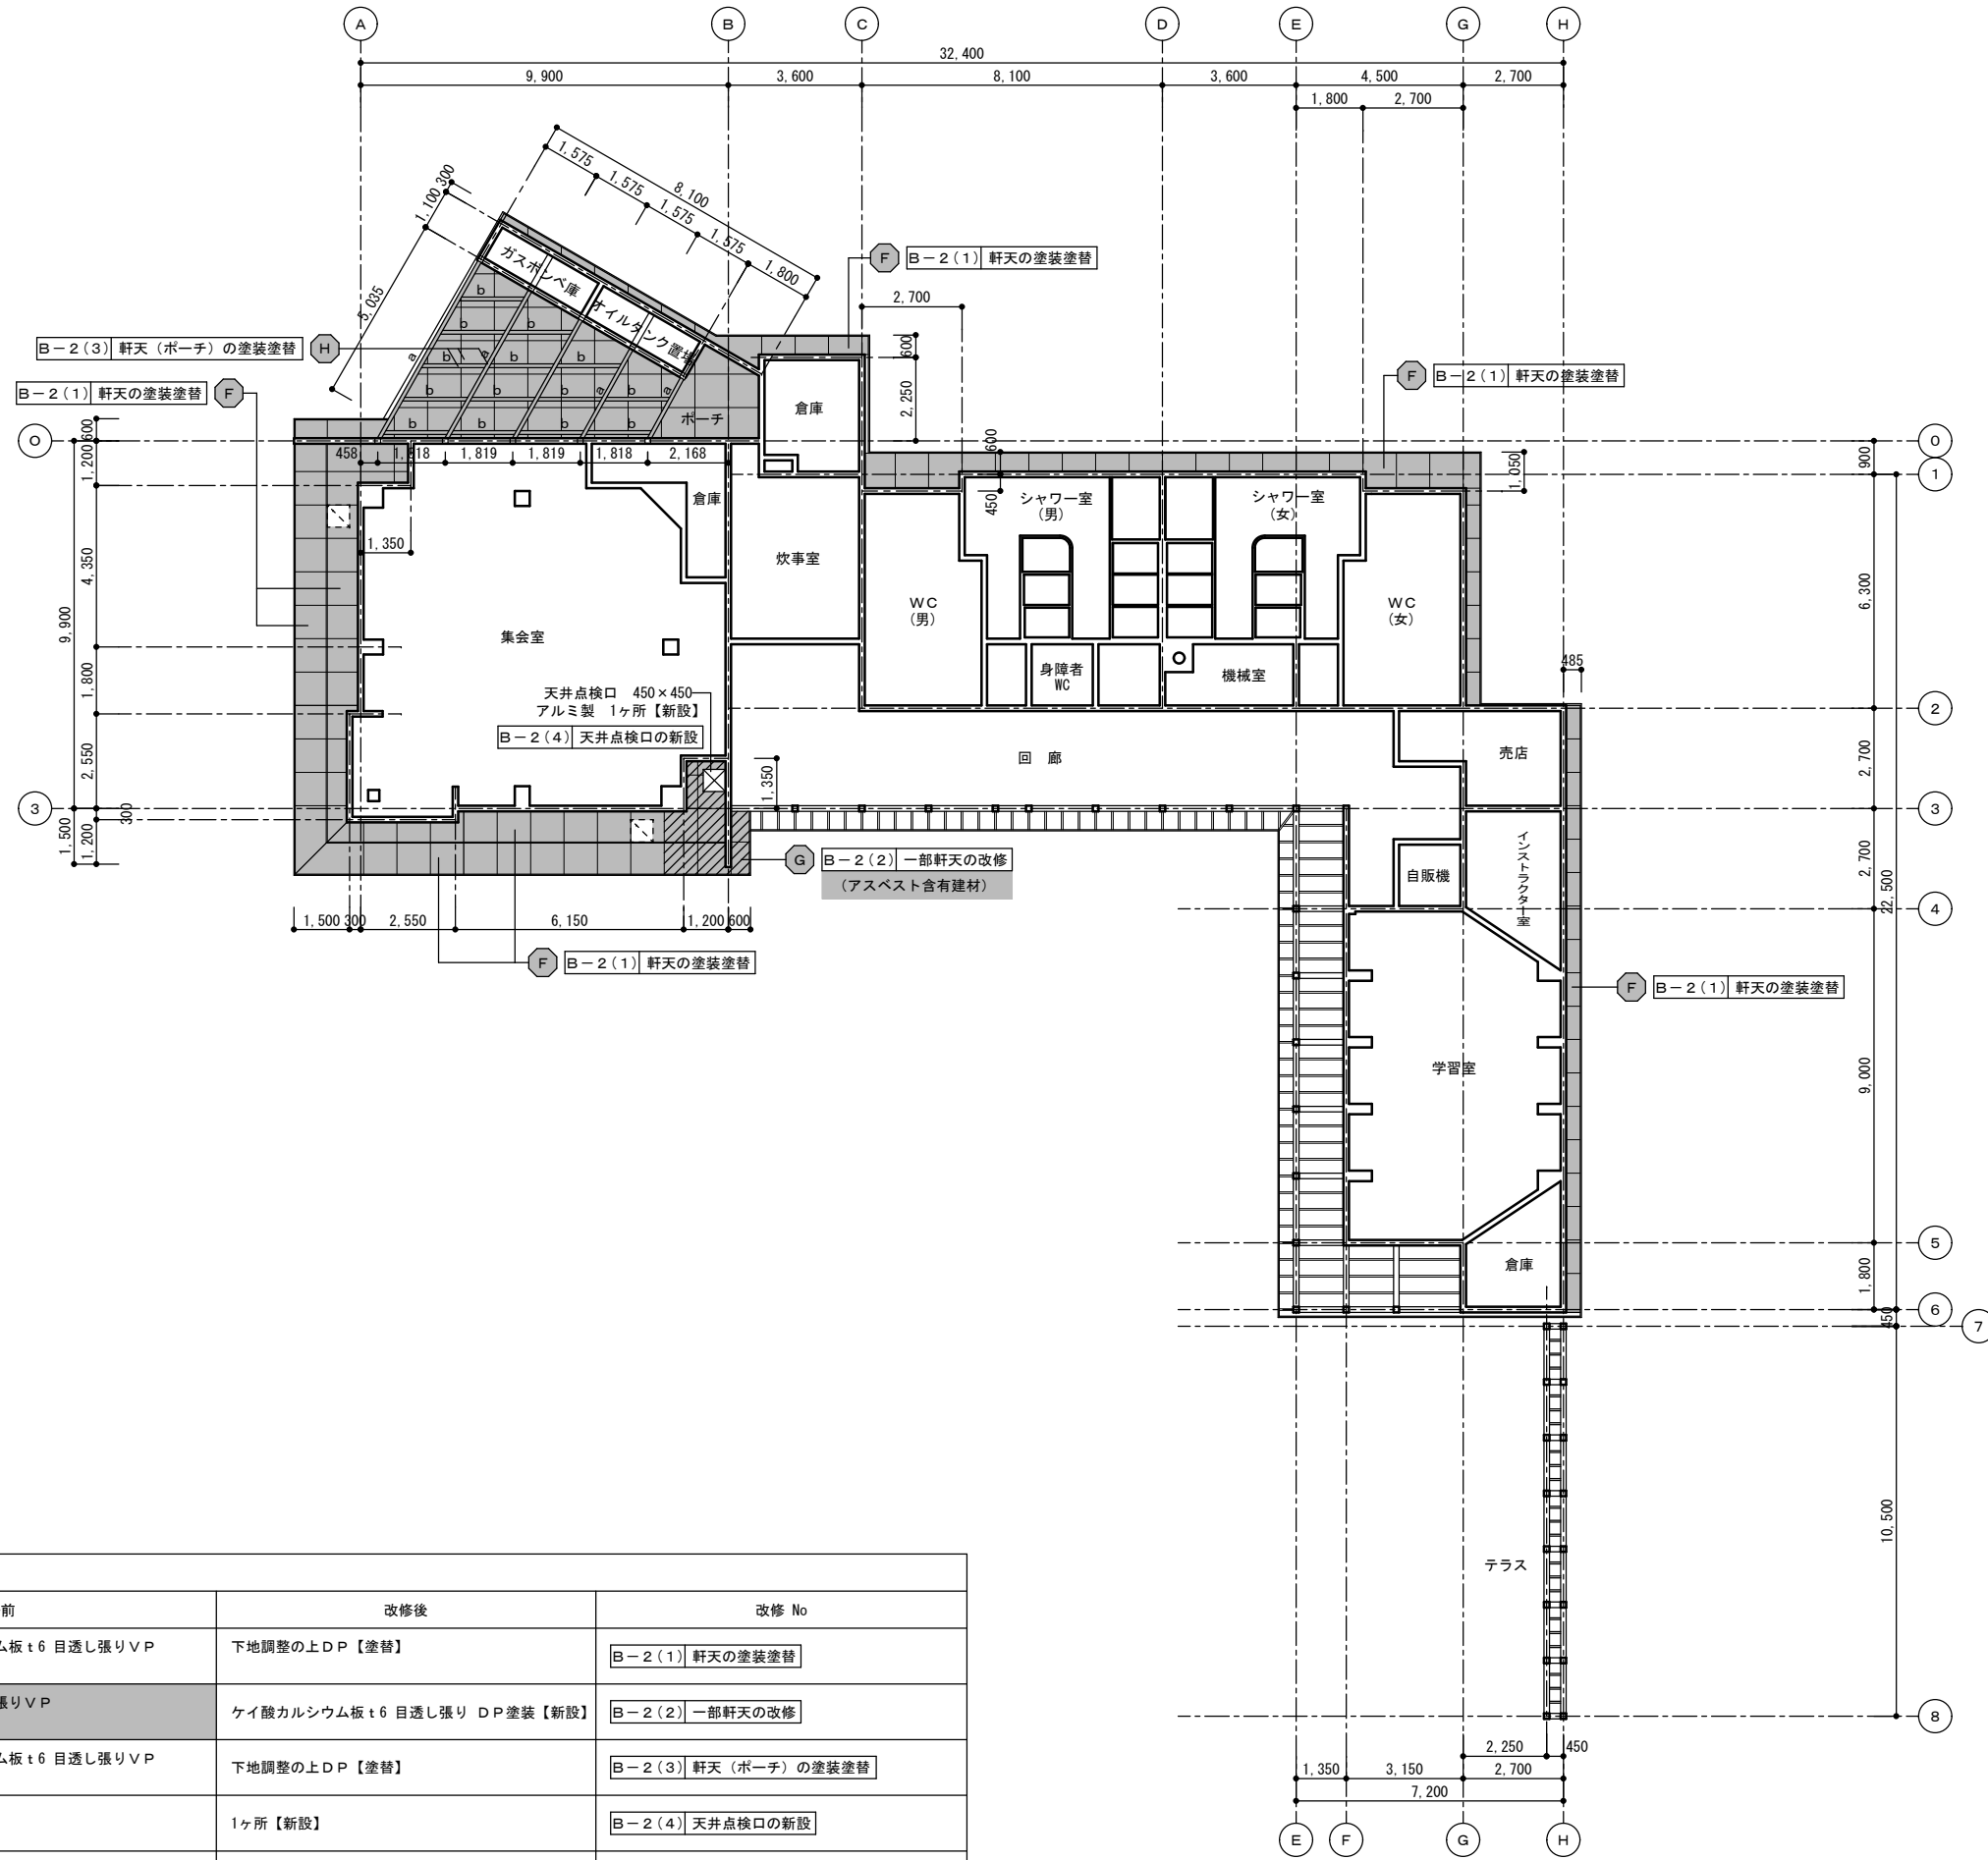 A B C D E G H
32,400
9,900 3,600 8,100 3,600 4,500 2,700
1,800 2,700
1,575 1,575 1,575 1,575 1,800
8,100
1,100 300
5,035
ガスボンベ庫
オイルタンク置場
F B－2(1) 軒天の塗装塗替
2,700
B－2(3) 軒天（ポーチ）の塗装塗替 H
B－2(1) 軒天の塗装塗替 F
F B－2(1) 軒天の塗装塗替
a a a a
b
b b
b b b
b b b b
b b b b
ポーチ
倉庫
600
2,250
O 0
1
458 1,818 1,819 1,819 1,818 2,168
600
1,200
4,350
1,800
2,550
300
9,900
1,500
1,200
1,350
倉庫
炊事室
集会室
600
450
1,050
シャワー室
（男）
シャワー室
（女）
WC
（男）
WC
（女）
身障者
WC
機械室
485
天井点検口　450×450
アルミ製　1ヶ所【新設】
B－2(4) 天井点検口の新設
1,350
回　廊
売店
2
3 3
900
6,300
2,700
2,700
22,500
9,000
1,800
450
10,500
G B－2(2) 一部軒天の改修
（アスベスト含有建材）
自販機
インストラクター室
4
1,500 300 2,550 6,150 1,200 600
F B－2(1) 軒天の塗装塗替
F B－2(1) 軒天の塗装塗替
学習室
倉庫
5
6
7
テラス
8
前 改修後 改修 No
ム板ｔ6 目透し張りＶＰ 下地調整の上ＤＰ【塗替】 B－2(1) 軒天の塗装塗替
張りＶＰ ケイ酸カルシウム板ｔ6 目透し張り ＤＰ塗装【新設】 B－2(2) 一部軒天の改修
ム板ｔ6 目透し張りＶＰ 下地調整の上ＤＰ【塗替】 B－2(3) 軒天（ポーチ）の塗装塗替
1ヶ所【新設】 B－2(4) 天井点検口の新設
2,250 450
1,350 3,150 2,700
7,200
E F G H